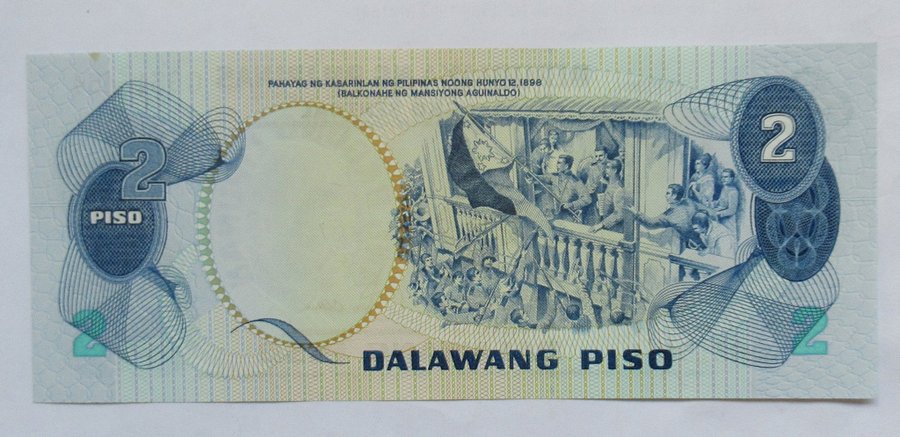 PAHAYAG NG KASARINLAN NG PILIPINAS NOONG HUNYO 12, 1898
(BALKONAHE NG MANSIYONG AGUINALDO)
2
PISO
2
2
2
DALAWANG PISO